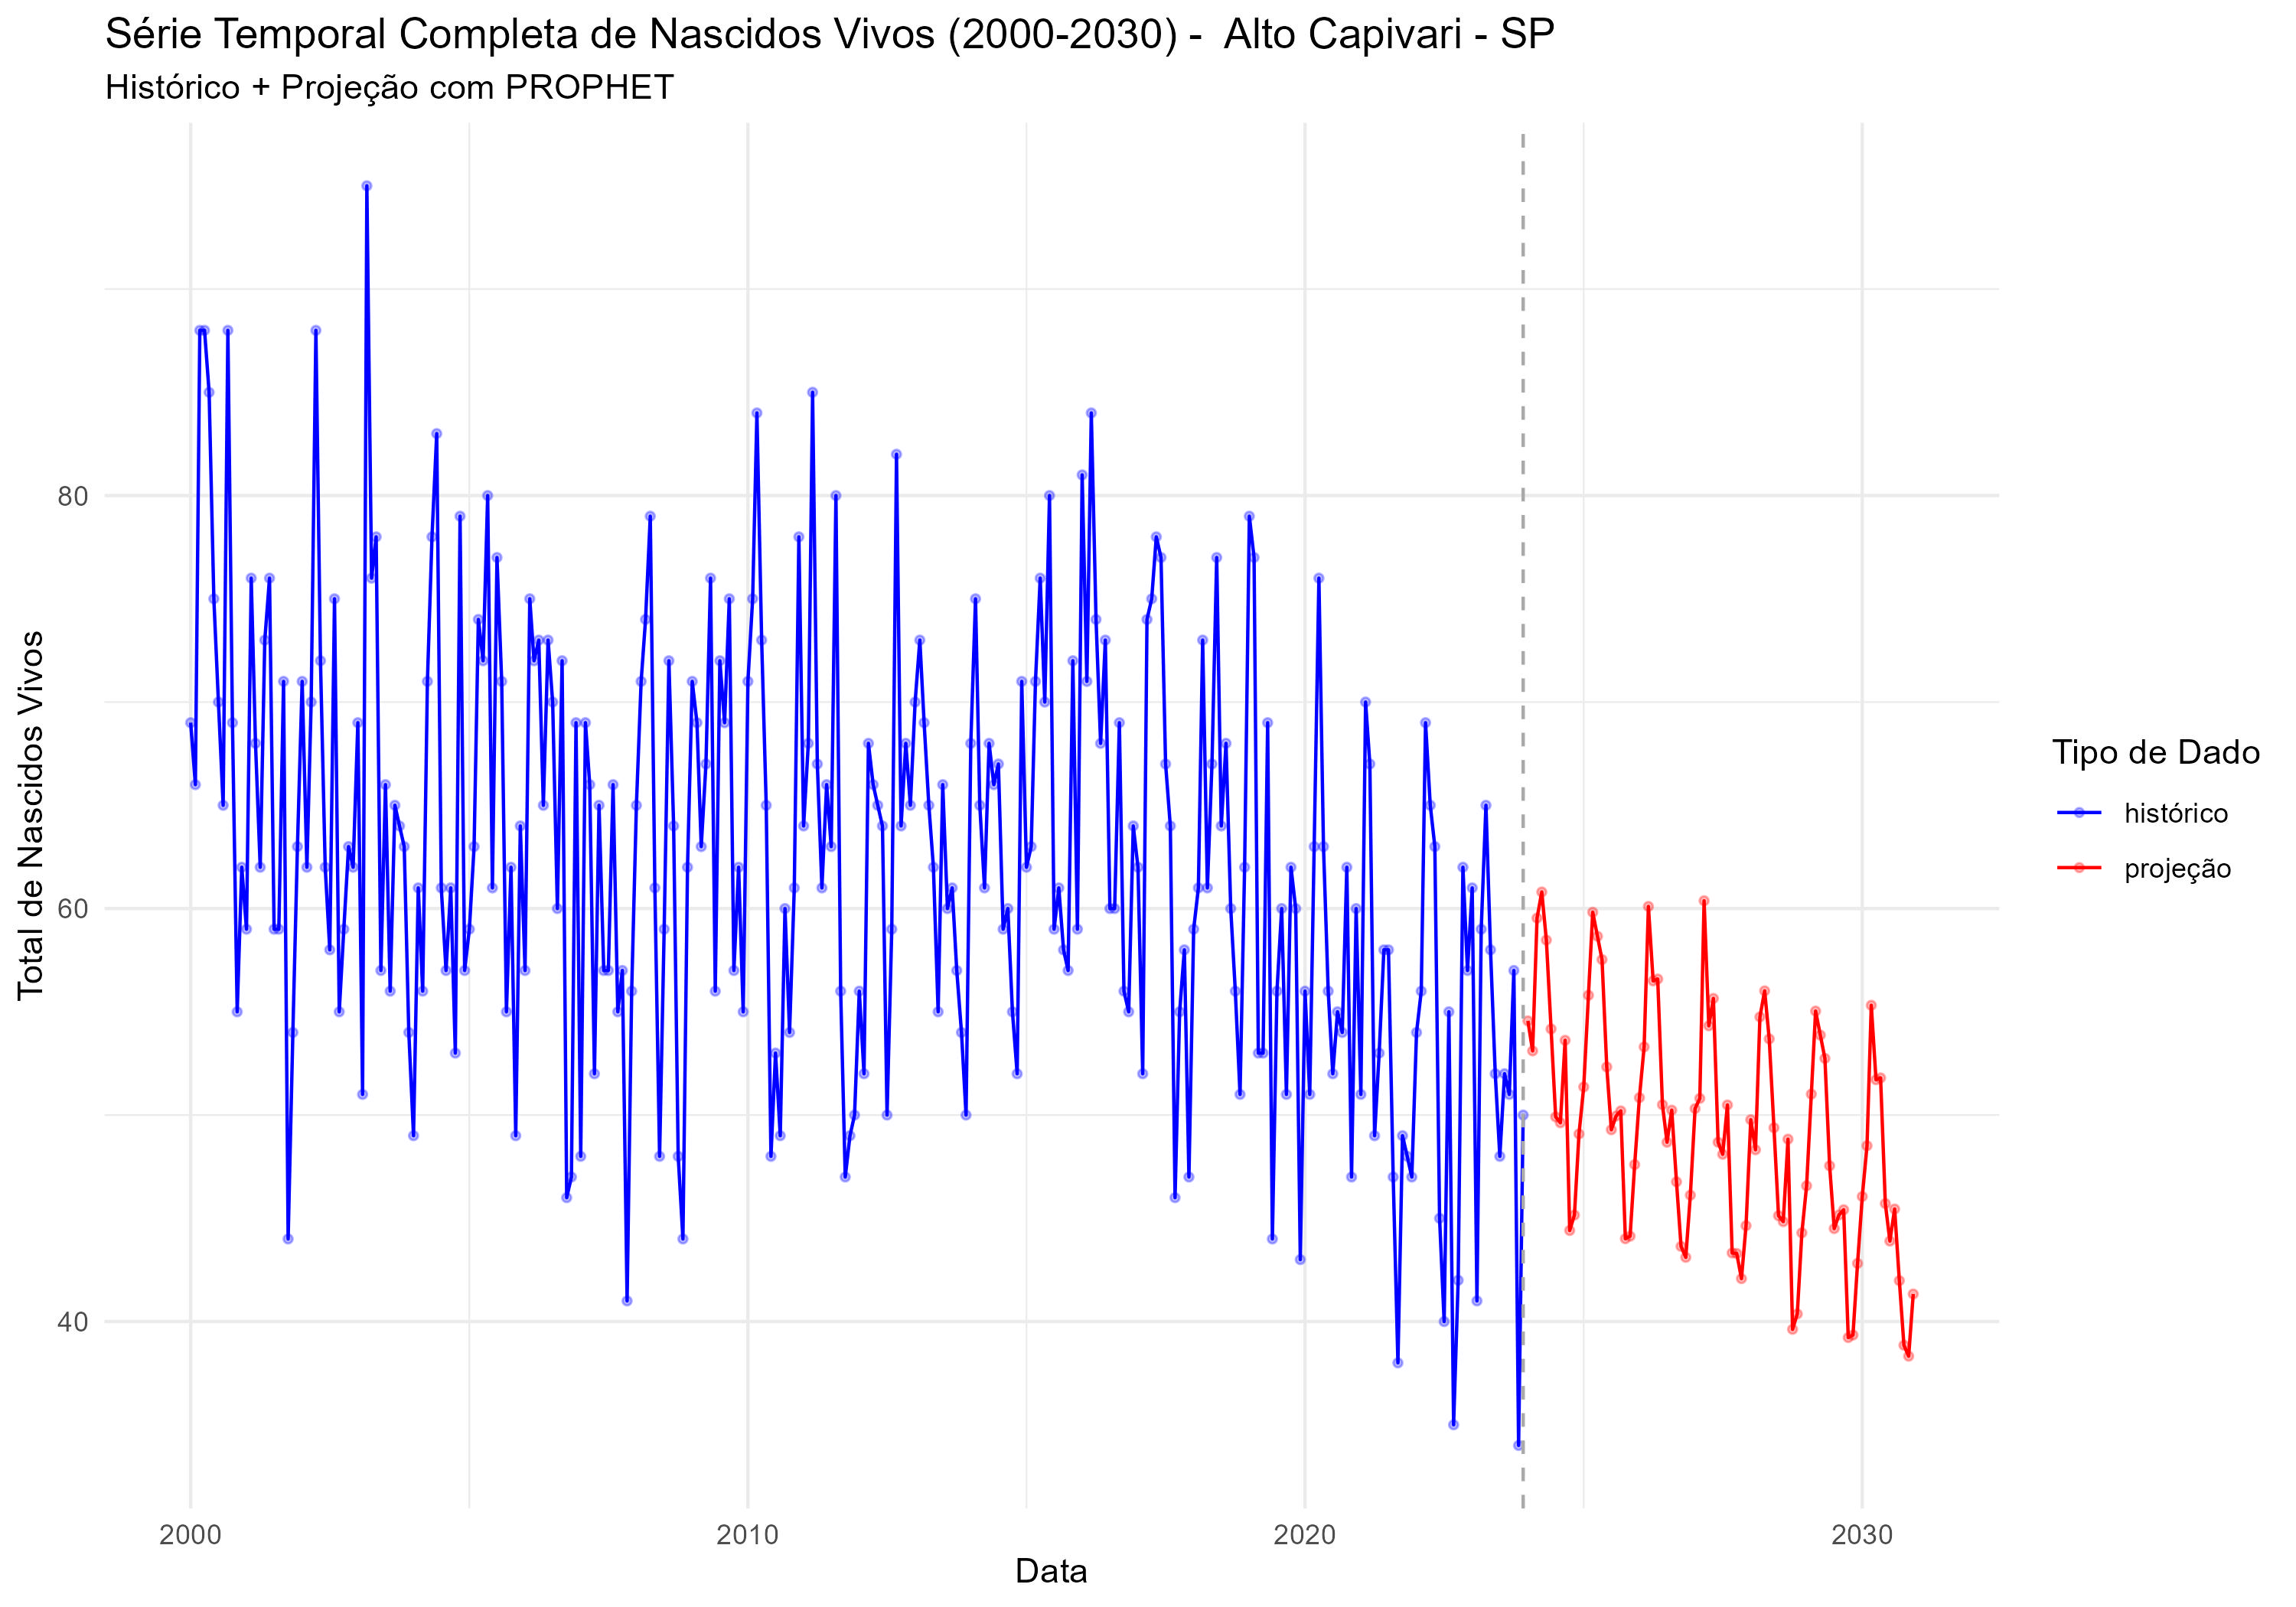 Série Temporal Completa de Nascidos Vivos (2000-2030) -  Alto Capivari - SP
Histórico + Projeção com PROPHET
Total de Nascidos Vivos
80
60
40
2000 2010 2020 2030
Data
Tipo de Dado
histórico
projeção